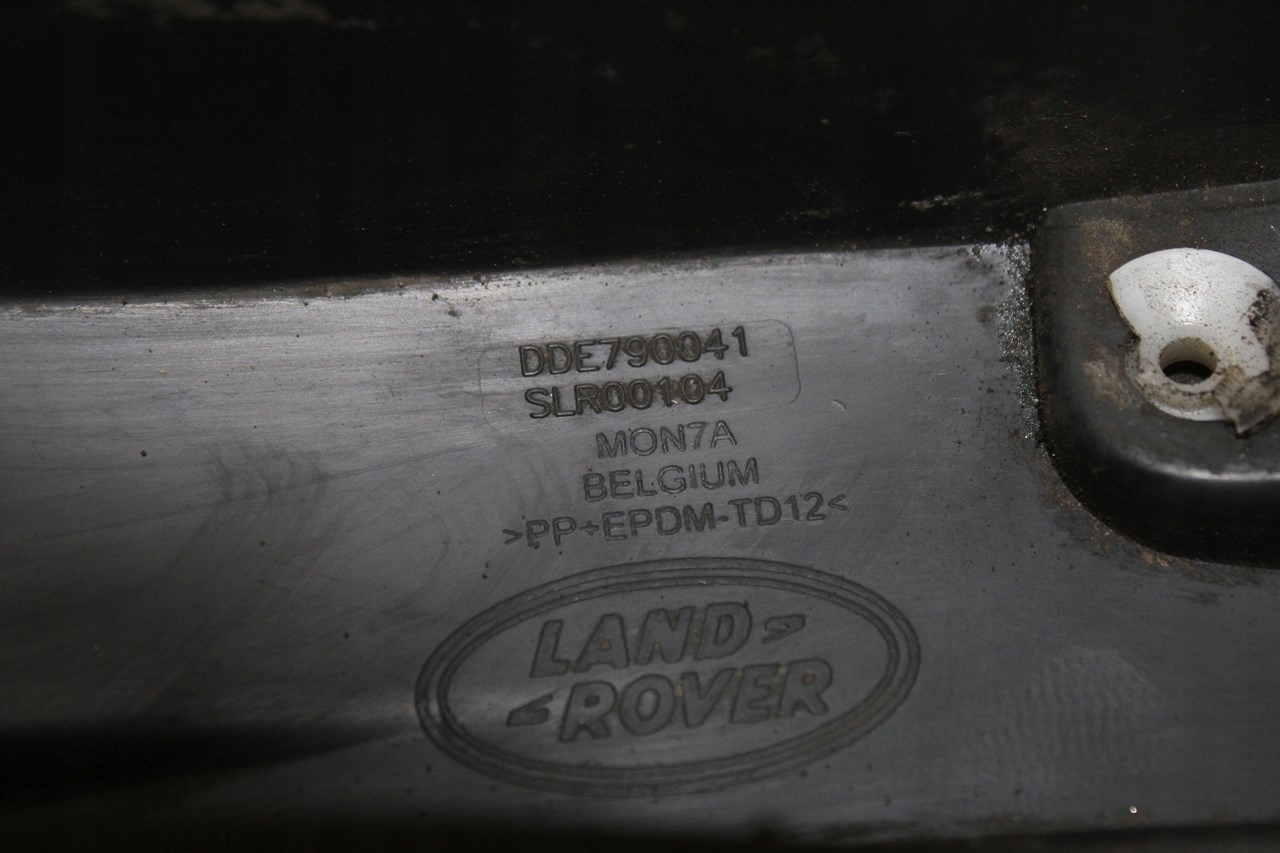 DDE790041
SLR00104
MON7A
BELGIUM
>PP+EPDM-TD12<
LAND
ROVER